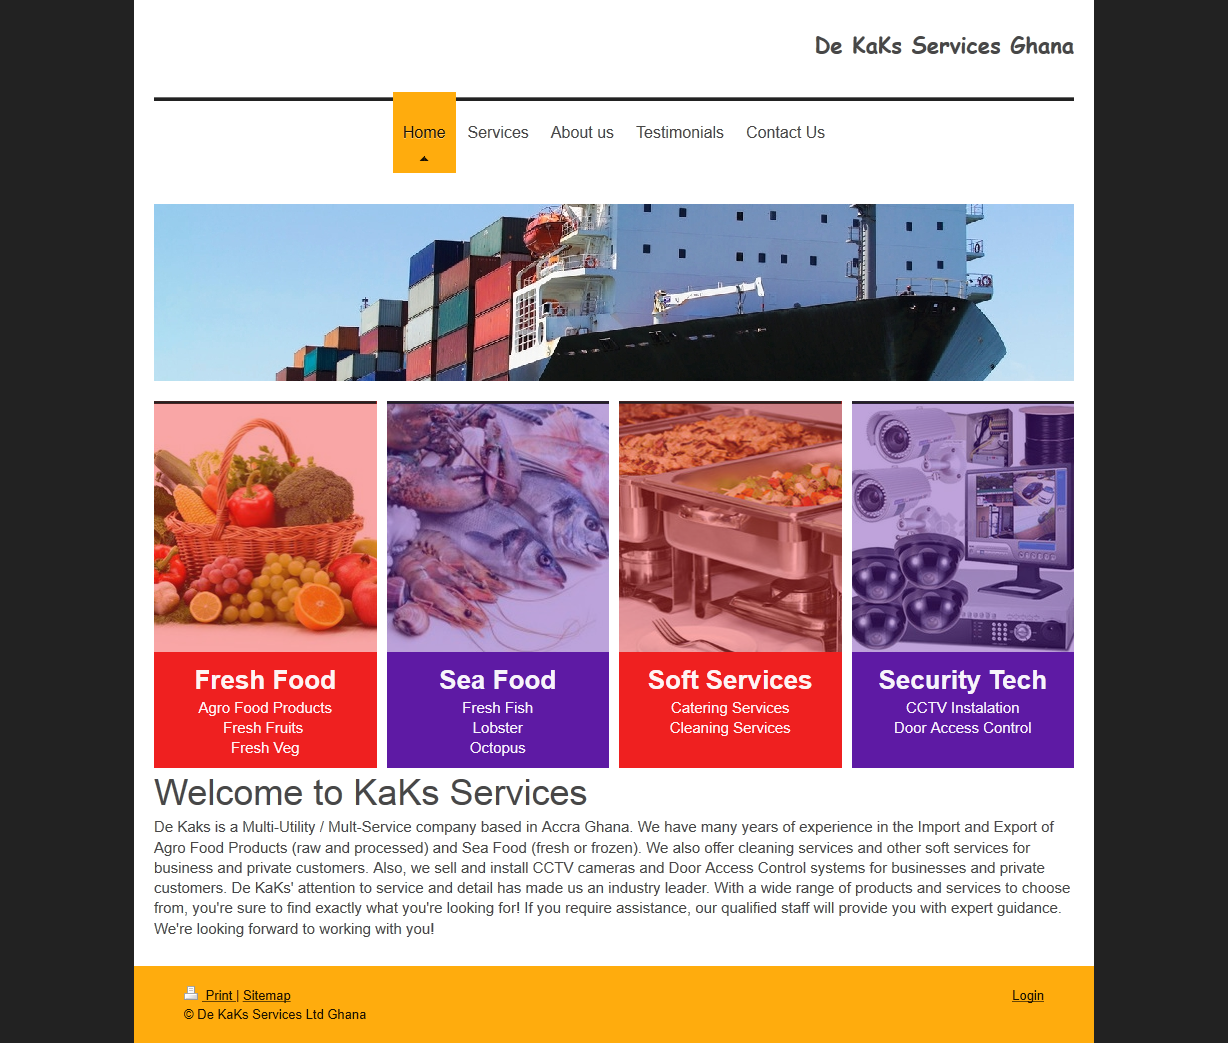 De KaKs Services Ghana
Home Services About us Testimonials Contact Us
Fresh Food
Agro Food Products
Fresh Fruits
Fresh Veg
Sea Food
Fresh Fish
Lobster
Octopus
Soft Services
Catering Services
Cleaning Services
Security Tech
CCTV Instalation
Door Access Control
Welcome to KaKs Services
De Kaks is a Multi-Utility / Mult-Service company based in Accra Ghana. We have many years of experience in the Import and Export of
Agro Food Products (raw and processed) and Sea Food (fresh or frozen). We also offer cleaning services and other soft services for
business and private customers. Also, we sell and install CCTV cameras and Door Access Control systems for businesses and private
customers. De KaKs' attention to service and detail has made us an industry leader. With a wide range of products and services to choose
from, you're sure to find exactly what you're looking for! If you require assistance, our qualified staff will provide you with expert guidance.
We're looking forward to working with you!
Print | Sitemap
Login
© De KaKs Services Ltd Ghana